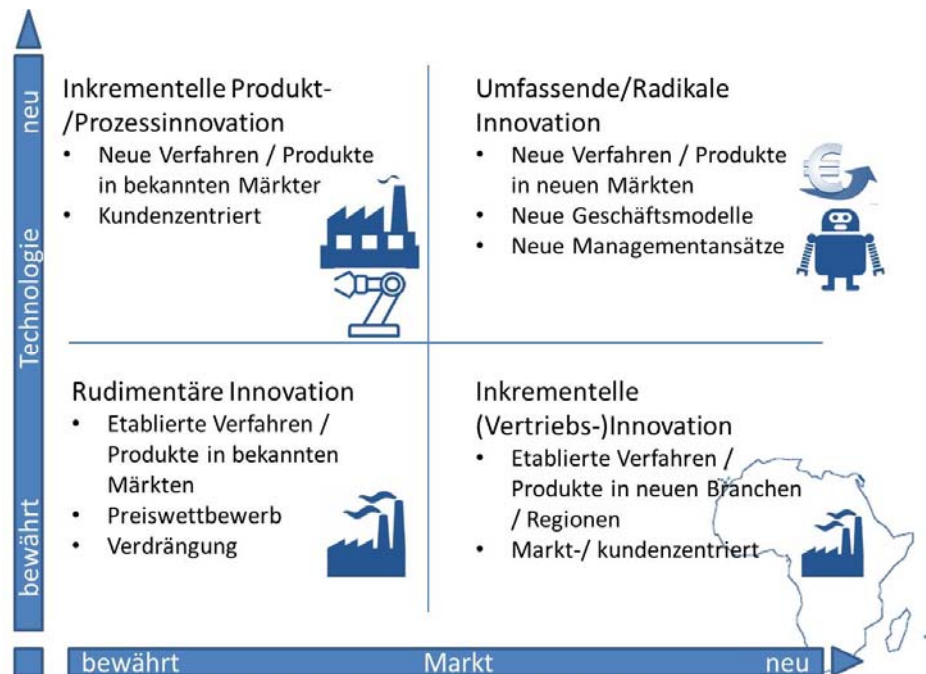 neu
Technologie
bewährt
Inkrementelle Produkt-
/Prozessinnovation
• Neue Verfahren / Produkte
in bekannten Märkter
• Kundenzentriert
Umfassende/Radikale
Innovation
• Neue Verfahren / Produkte
in neuen Märkten
• Neue Geschäftsmodelle
• Neue Managementansätze
€
Rudimentäre Innovation
• Etablierte Verfahren /
Produkte in bekannten
Märkten
• Preiswettbewerb
• Verdrängung
Inkrementelle
(Vertriebs-)Innovation
• Etablierte Verfahren /
Produkte in neuen Branchen
/ Regionen
• Markt-/ kundenzentriert
bewährt Markt neu